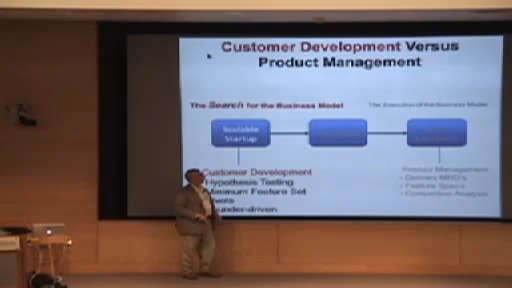 Customer Development Versus
Product Management
The Search for the Business Model
The Execution of the Business Model
Scalable
Startup
Customer Development
Hypothesis Testing
Minimum Feature Set
Product Management
- Delivers MRD's
- Feature Spec's
- Competitive Analysis